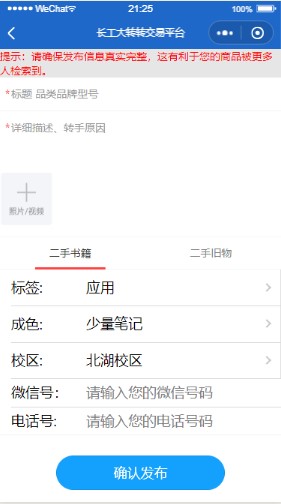 WeChat
21:25
100%
长工大转转交易平台
提示：请确保发布信息真实完整，这有利于您的商品被更多
人检索到。
*标题 品类品牌型号
*详细描述、转手原因
照片/视频
二手书籍 二手旧物
标签: 应用
成色: 少量笔记
校区: 北湖校区
微信号: 请输入您的微信号码
电话号: 请输入您的电话号码
确认发布